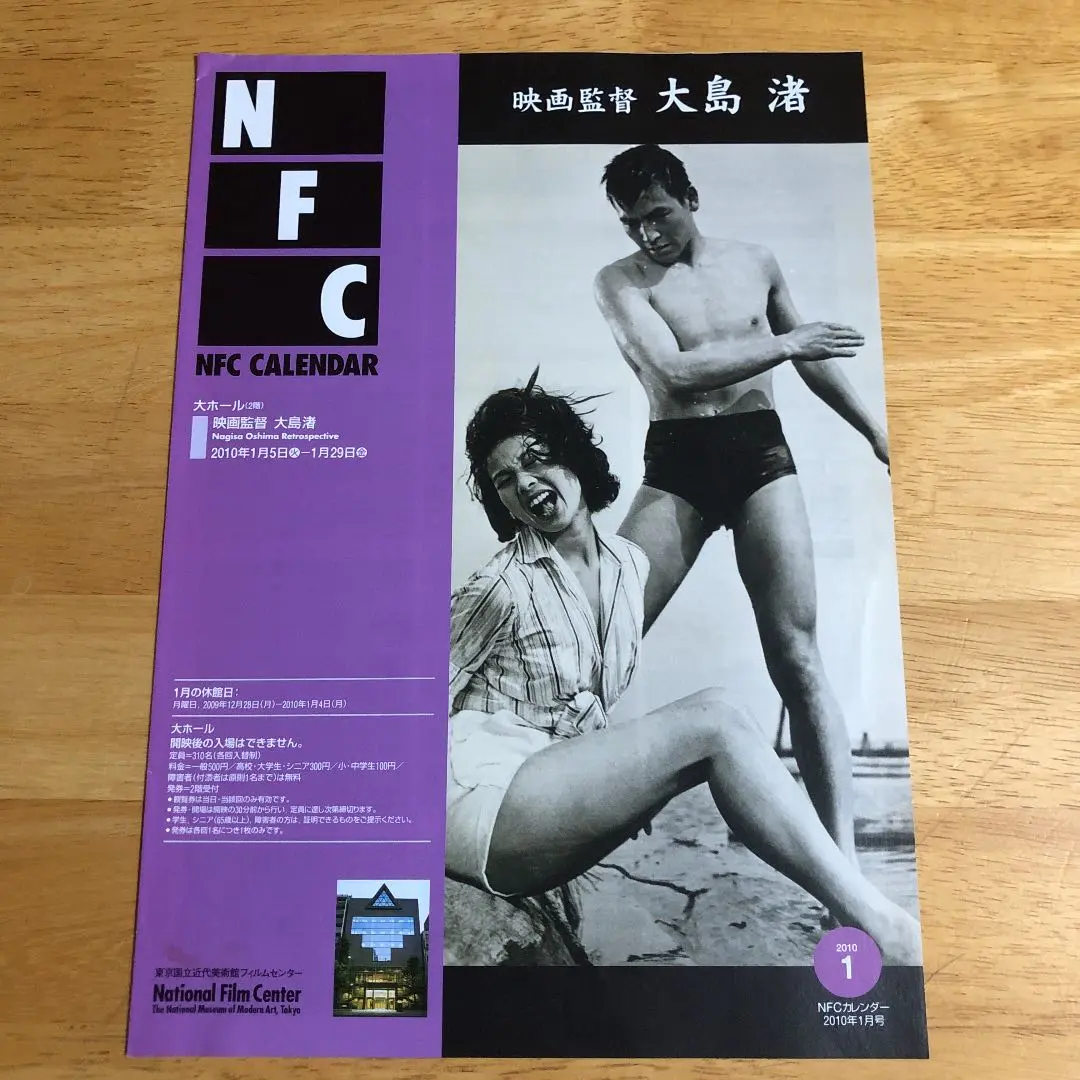 N
F
C
NFC CALENDAR
大ホール(2階)
映画監督 大島渚
Nagisa Oshima Retrospective
2010年1月5日㊋−1月29日㊎
1月の休館日：
月曜日、2009年12月28日(月)−2010年1月4日(月)
大ホール
開映後の入場はできません。
定員＝310名(各回入替制)
料金＝一般500円／高校・大学生・シニア300円／小・中学生100円／
障害者(付添者は原則1名まで)は無料
発券＝2階受付
●観覧券は当日・当該回のみ有効です。
●発券・開場は開映の30分前から行い、定員に達し次第締切ります。
●学生、シニア(65歳以上)、障害者の方は、証明できるものをご提示ください。
●発券は各回1名につき1枚のみです。
東京国立近代美術館フィルムセンター
National Film Center
The National Museum of Modern Art, Tokyo
映画監督 大島 渚
2010
1
NFCカレンダー
2010年1月号